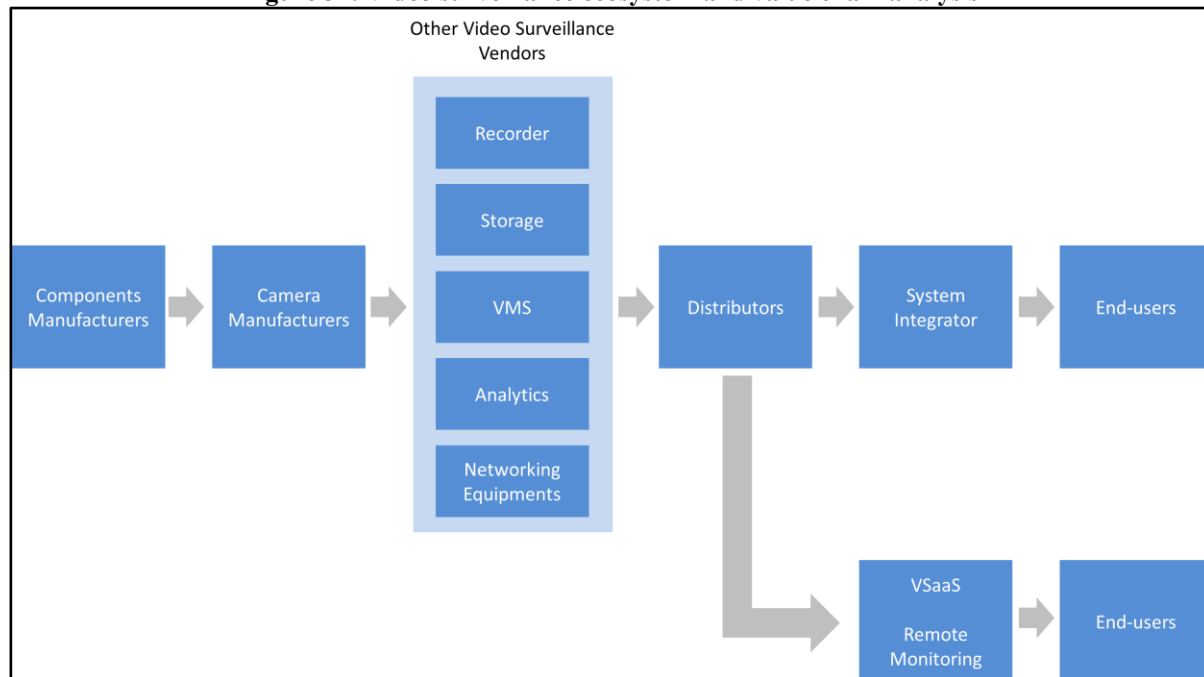 Other Video Surveillance
Vendors
Recorder
Storage
VMS
Analytics
Networking
Equipments
Components
Manufacturers
Camera
Manufacturers
Distributors
System
Integrator
End-users
VSaaS
Remote
Monitoring
End-users